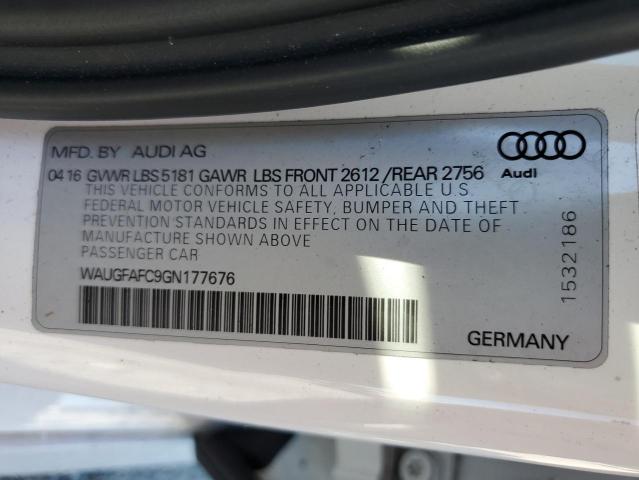 MFD. BY AUDI AG
04 16 GVWR LBS 5181 GAWR LBS FRONT 2612 /REAR 2756
THIS VEHICLE CONFORMS TO ALL APPLICABLE U.S.
FEDERAL MOTOR VEHICLE SAFETY, BUMPER AND THEFT
PREVENTION STANDARDS IN EFFECT ON THE DATE OF
MANUFACTURE SHOWN ABOVE
PASSENGER CAR
WAUGFAFC9GN177676
Audi
1532186
GERMANY